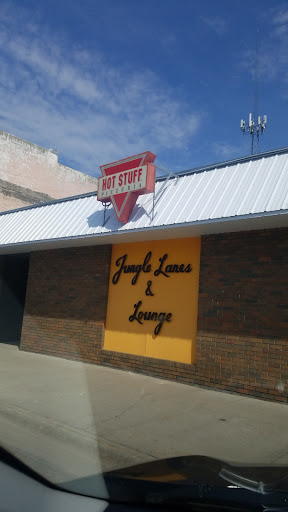 HOT STUFF
PIZZERIA
Jungle Lanes
&
Lounge